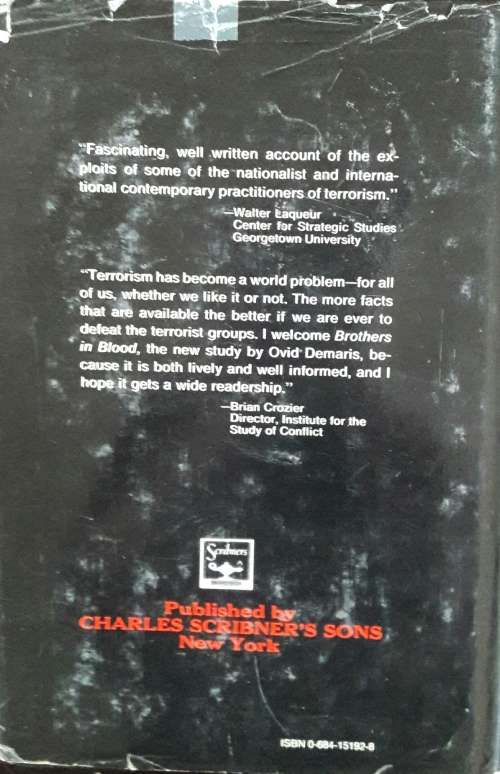 “Fascinating, well written account of the ex-
ploits of some of the nationalist and interna-
tional contemporary practitioners of terrorism.”
—Walter Laqueur
Center for Strategic Studies
Georgetown University
“Terrorism has become a world problem—for all
of us, whether we like it or not. The more facts
that are available the better if we are ever to
defeat the terrorist groups. I welcome Brothers
in Blood, the new study by Ovid Demaris, be-
cause it is both lively and well informed, and I
hope it gets a wide readership.”
—Brian Crozier
Director, Institute for the
Study of Conflict
Scribners
Published by
CHARLES SCRIBNER'S SONS
New York
ISBN 0-684-15192-8